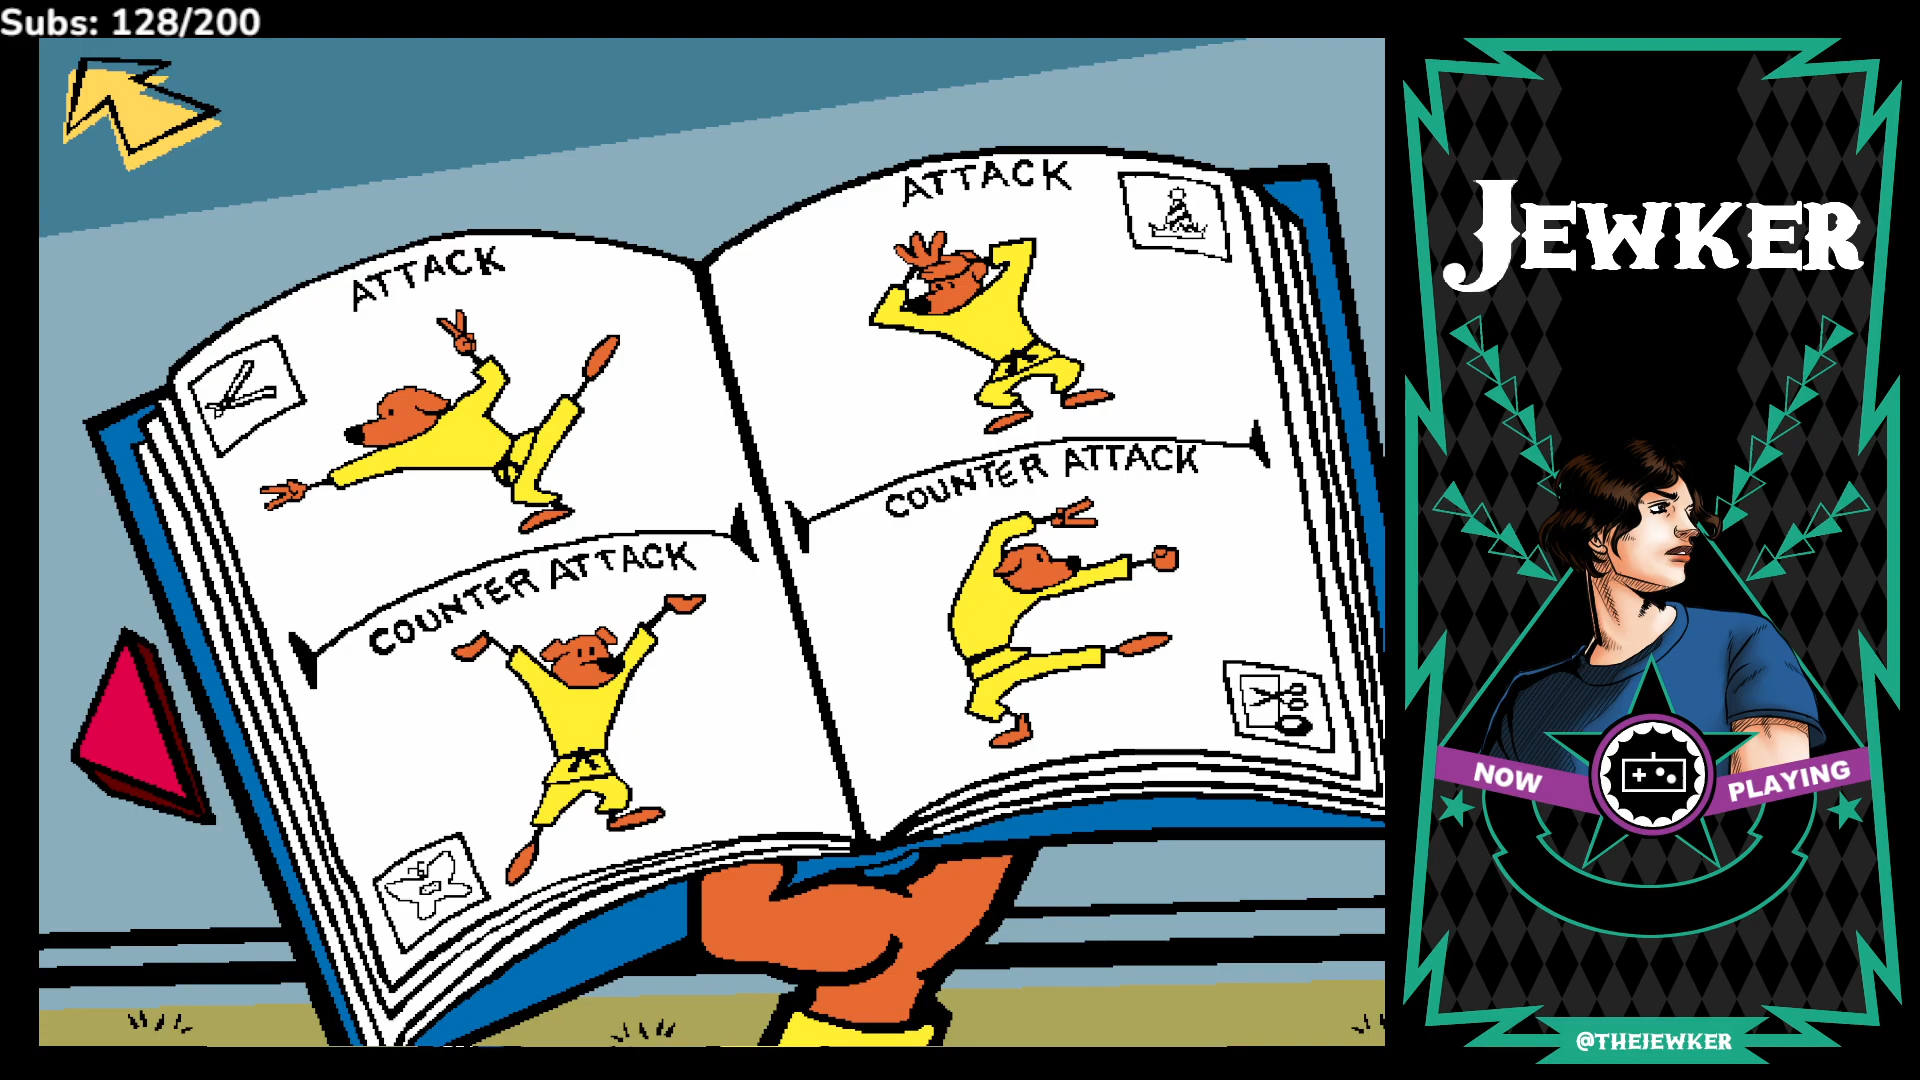 Subs: 128/200
ATTACK
COUNTER ATTACK
ATTACK
COUNTER ATTACK
JEWKER
NOW PLAYING
@THEJEWKER